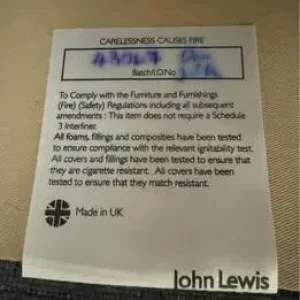 CARELESSNESS CAUSES FIRE
Batch/I.D.No
To Comply with the Furniture and Furnishings
(Fire) (Safety) Regulations including all subsequent
amendments : This item does not require a Schedule
3 Interliner.
All foams, fillings and composites have been tested
to ensure compliance with the relevant ignitability test.
All covers and fillings have been tested to ensure that
they are cigarette resistant. All covers have been
tested to ensure that they match resistant.
Made in UK
John Lewis